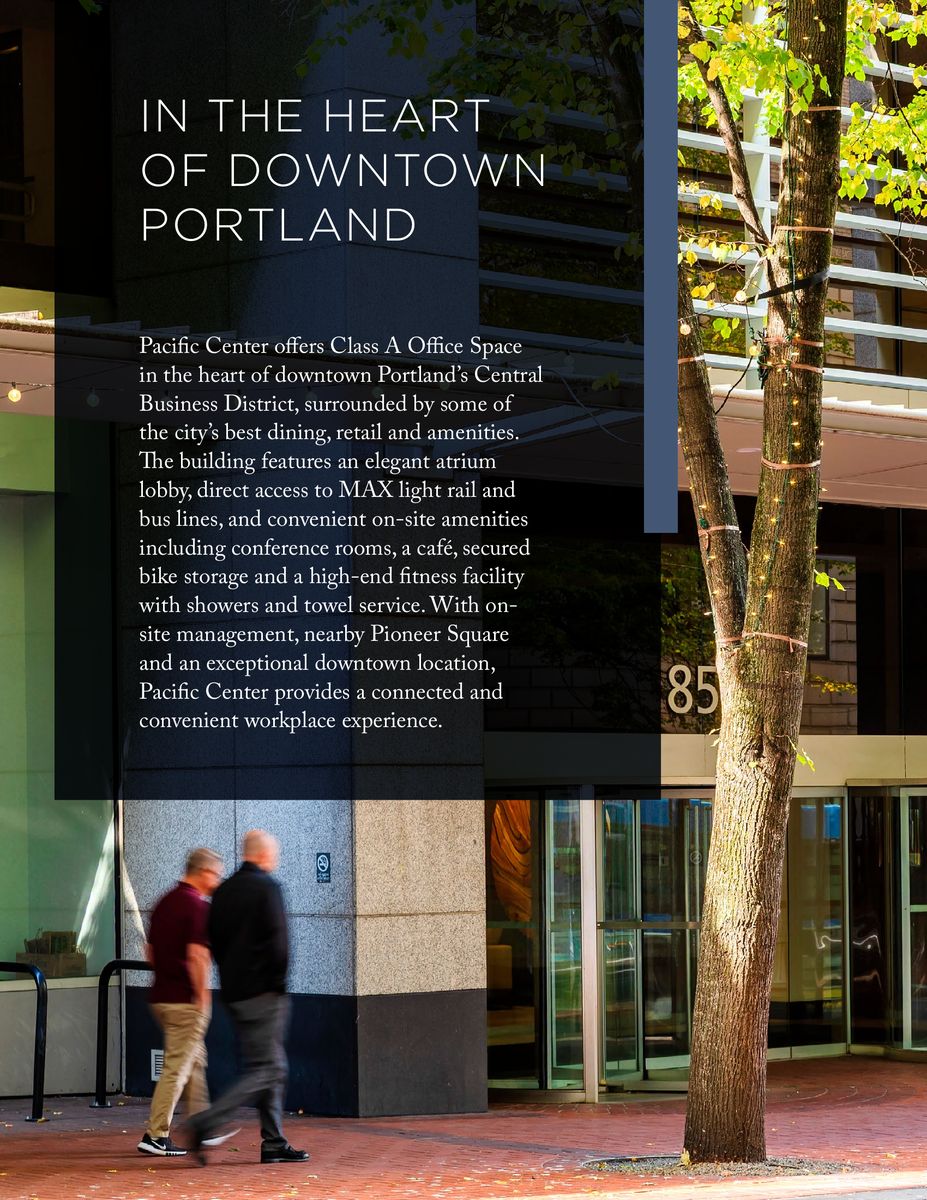 IN THE HEART
OF DOWNTOWN
PORTLAND
Pacific Center offers Class A Office Space
in the heart of downtown Portland’s Central
Business District, surrounded by some of
the city’s best dining, retail and amenities.
The building features an elegant atrium
lobby, direct access to MAX light rail and
bus lines, and convenient on-site amenities
including conference rooms, a café, secured
bike storage and a high-end fitness facility
with showers and towel service. With on-
site management, nearby Pioneer Square
and an exceptional downtown location,
Pacific Center provides a connected and
convenient workplace experience.
85